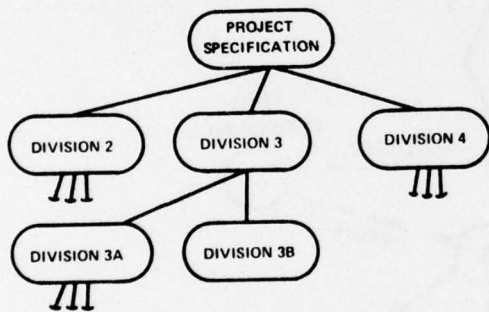 PROJECT
SPECIFICATION
DIVISION 2
DIVISION 3
DIVISION 4
DIVISION 3A
DIVISION 3B